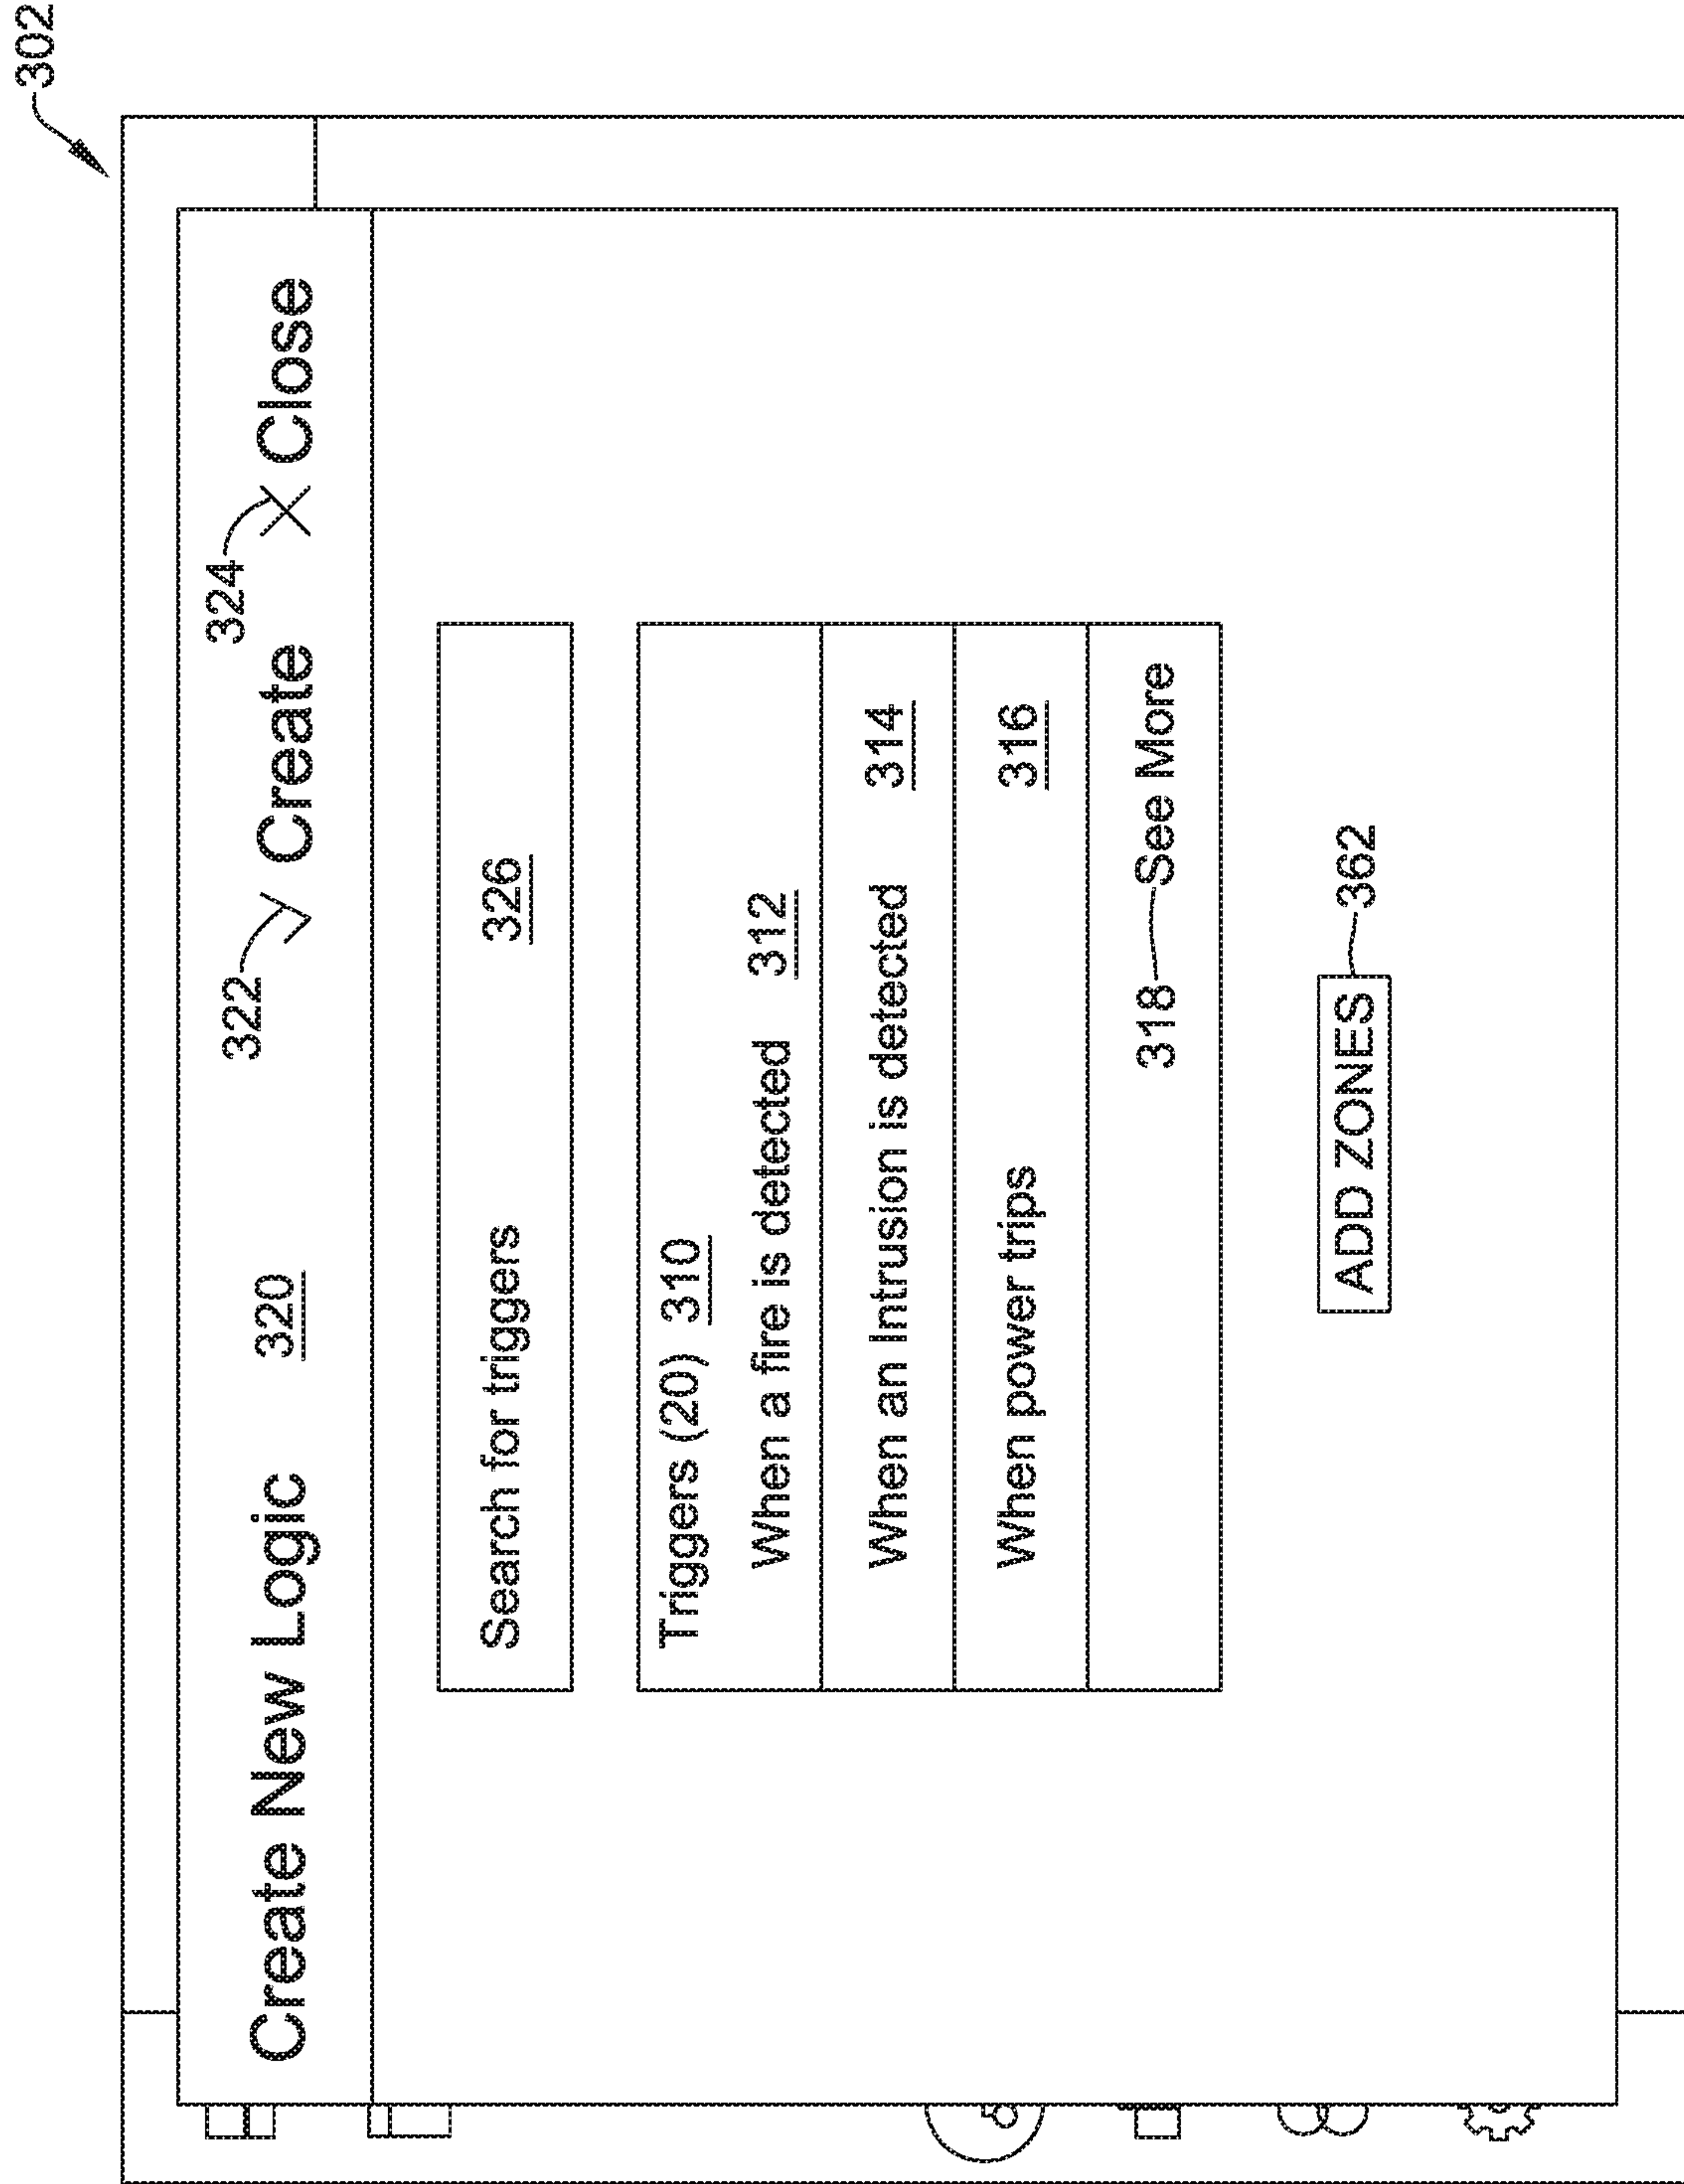 302
322 324
Create New Logic 320 Create X Close
Search for triggers 326
Triggers (20) 310
When a fire is detected 312
When an Intrusion is detected 314
When power trips 316
318 See More
ADD ZONES 362